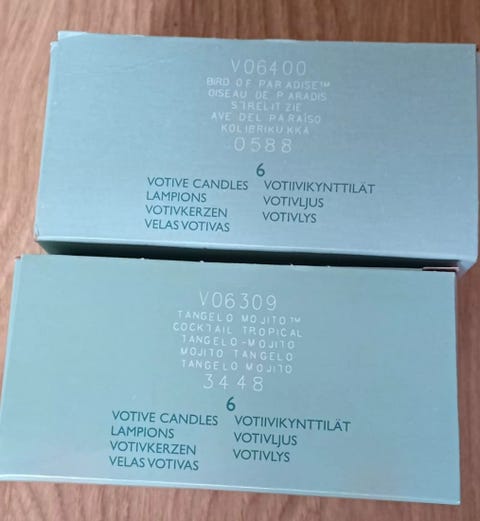 V06400
BIRD OF PARADISE™
OISEAU DE PARADIS
STRELITZIE
AVE DEL PARAÍSO
KOLIBRIKUKKA
0588
6
VOTIVE CANDLES VOTIIVIKYNTTILÄT
LAMPIONS VOTIVLJUS
VOTIVKERZEN VOTIVLYS
VELAS VOTIVAS
V06309
TANGELO MOJITO™
COCKTAIL TROPICAL
TANGELO-MOJITO
MOJITO TANGELO
TANGELO MOJITO
3448
6
VOTIVE CANDLES VOTIIVIKYNTTILÄT
LAMPIONS VOTIVLJUS
VOTIVKERZEN VOTIVLYS
VELAS VOTIVAS